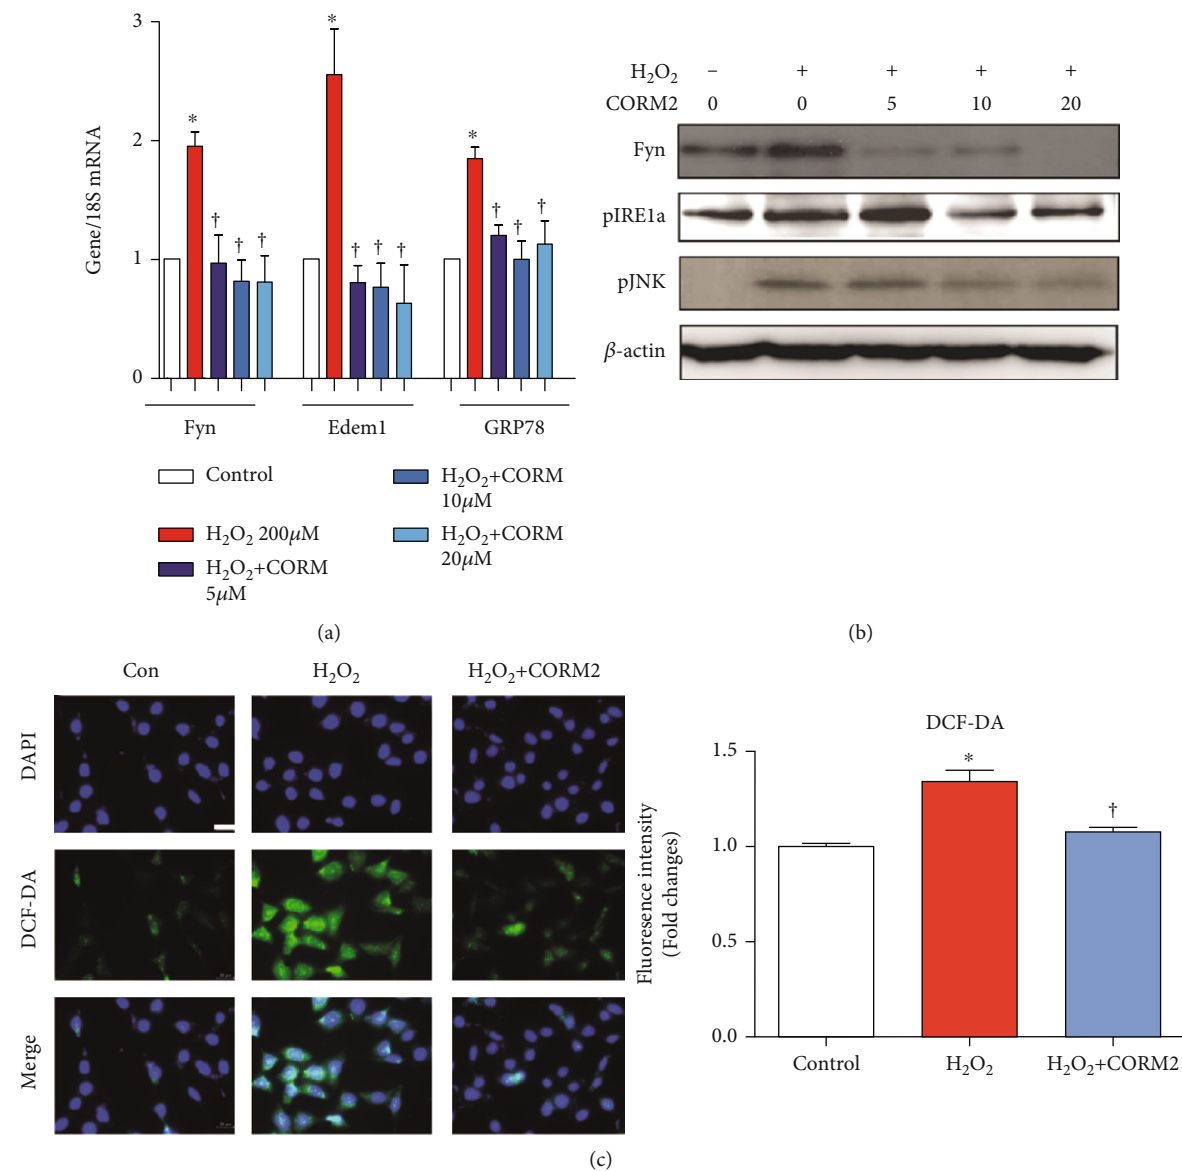 3
2
1
0
Gene/18S mRNA
*
†
†
†
*
†
†
†
*
†
†
†
Fyn
Edem1
GRP78
Control
H₂O₂ 200μM
H₂O₂+CORM
5μM
H₂O₂+CORM
10μM
H₂O₂+CORM
20μM
(a)
H₂O₂ – + + + +
CORM2 0 0 5 10 20
Fyn
pIRE1a
pJNK
β-actin
(b)
Con H₂O₂ H₂O₂+CORM2
DAPI
DCF-DA
Merge
DCF-DA
1.5
1.0
0.5
0.0
Fluoresence intensity
(Fold changes)
*
†
Control H₂O₂ H₂O₂+CORM2
(c)